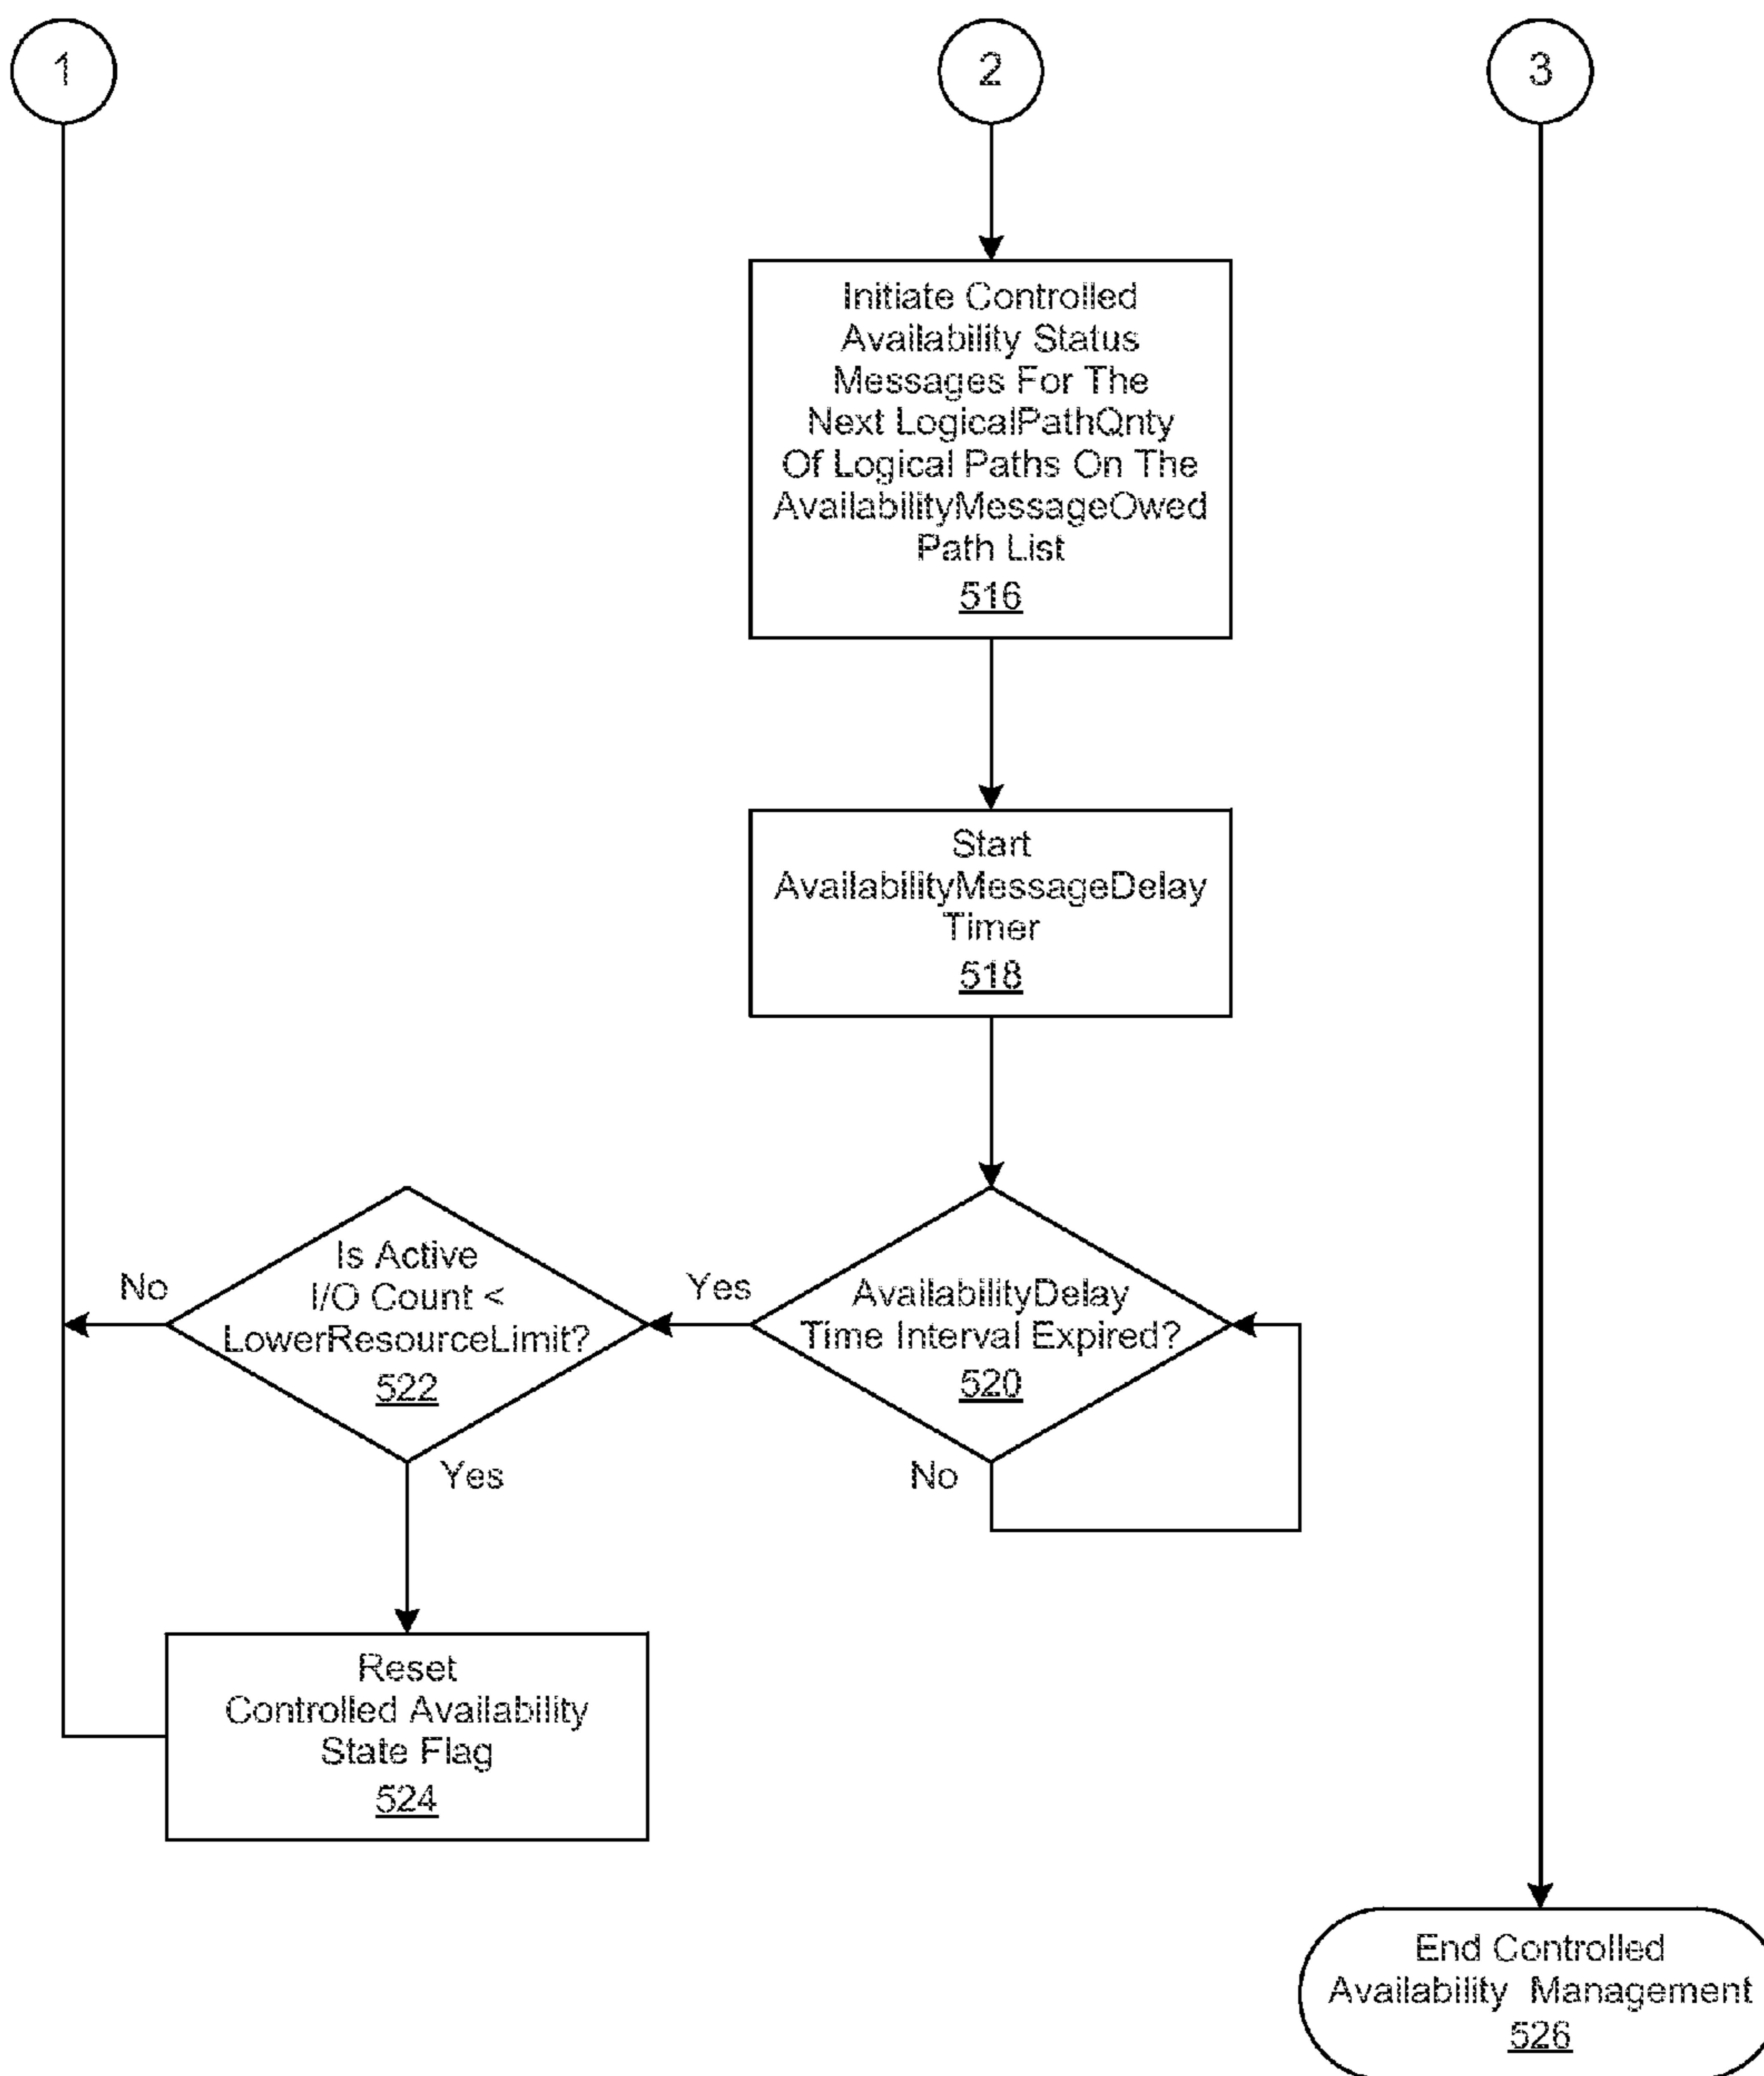 1
2
3
Initiate Controlled
Availability Status
Messages For The
Next LogicalPathQnty
Of Logical Paths On The
AvailabilityMessageOwed
Path List
516
Start
AvailabilityMessageDelay
Timer
518
AvailabilityDelay
Time Interval Expired?
520
Yes
No
Is Active
I/O Count <
LowerResourceLimit?
522
No
Yes
Reset
Controlled Availability
State Flag
524
End Controlled
Availability Management
526